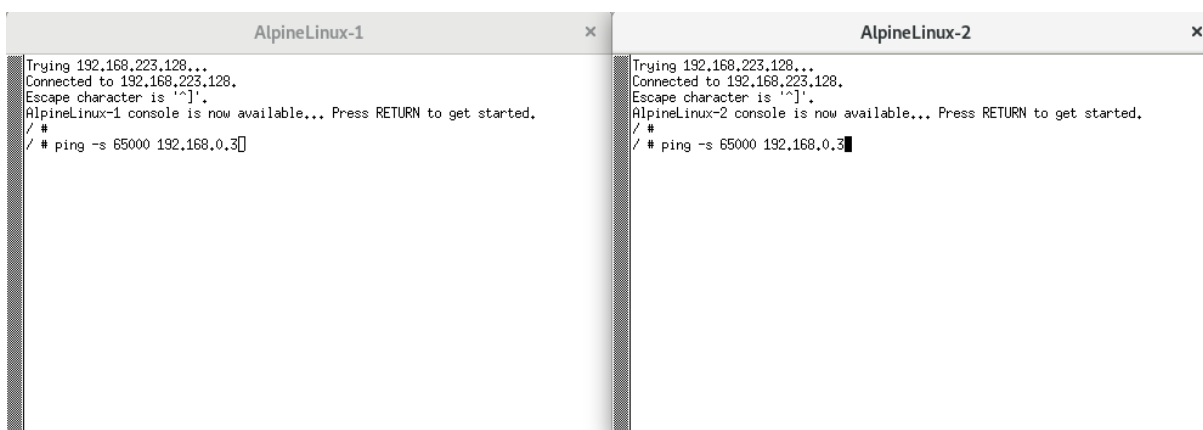 AlpineLinux-1 ×
Trying 192.168.223.128...
Connected to 192.168.223.128.
Escape character is '^]'.
AlpineLinux-1 console is now available... Press RETURN to get started.
/ #
/ # ping -s 65000 192.168.0.3
AlpineLinux-2 ×
Trying 192.168.223.128...
Connected to 192.168.223.128.
Escape character is '^]'.
AlpineLinux-2 console is now available... Press RETURN to get started.
/ #
/ # ping -s 65000 192.168.0.3